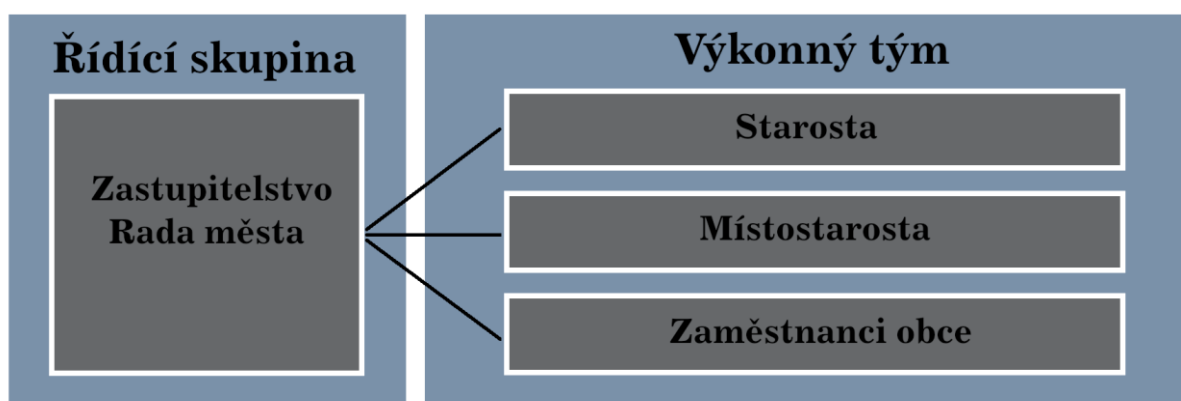 Řídící skupina
Zastupitelstvo
Rada města
Výkonný tým
Starosta
Místostarosta
Zaměstnanci obce